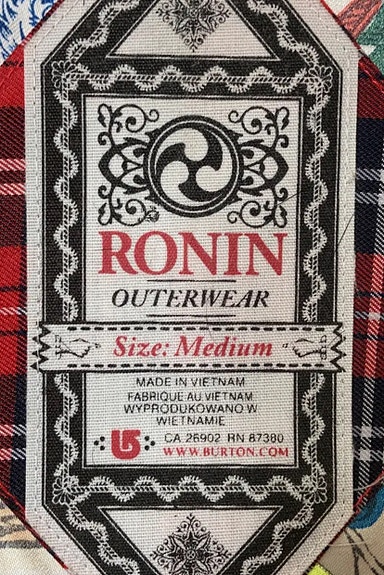 RONIN
OUTERWEAR
Size: Medium
MADE IN VIETNAM
FABRIQUE AU VIETNAM
WYPRODUKOWANO W
WIETNAMIE
CA 26902 RN 87380
WWW.BURTON.COM